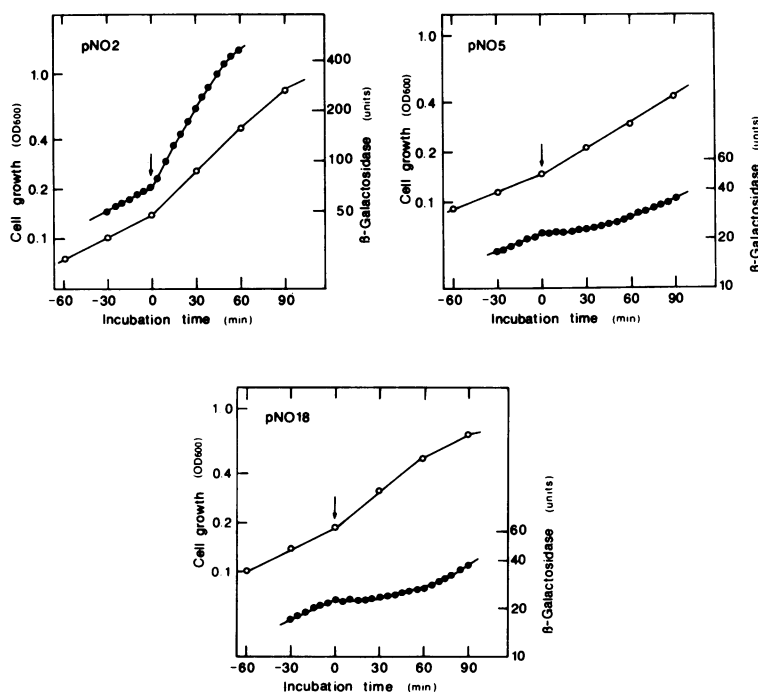 pNO2
1.0
0.4
0.2
0.1
Cell growth (OD600)
400
200
100
50
β-Galactosidase (units)
-60 -30 0 30 60 90
Incubation time (min)
pNO5
1.0
0.4
0.2
0.1
Cell growth (OD600)
60
40
20
10
β-Galactosidase (units)
-60 -30 0 30 60 90
Incubation time (min)
pNO18
1.0
0.4
0.2
0.1
Cell growth (OD600)
60
40
20
10
β-Galactosidase (units)
-60 -30 0 30 60 90
Incubation time (min)